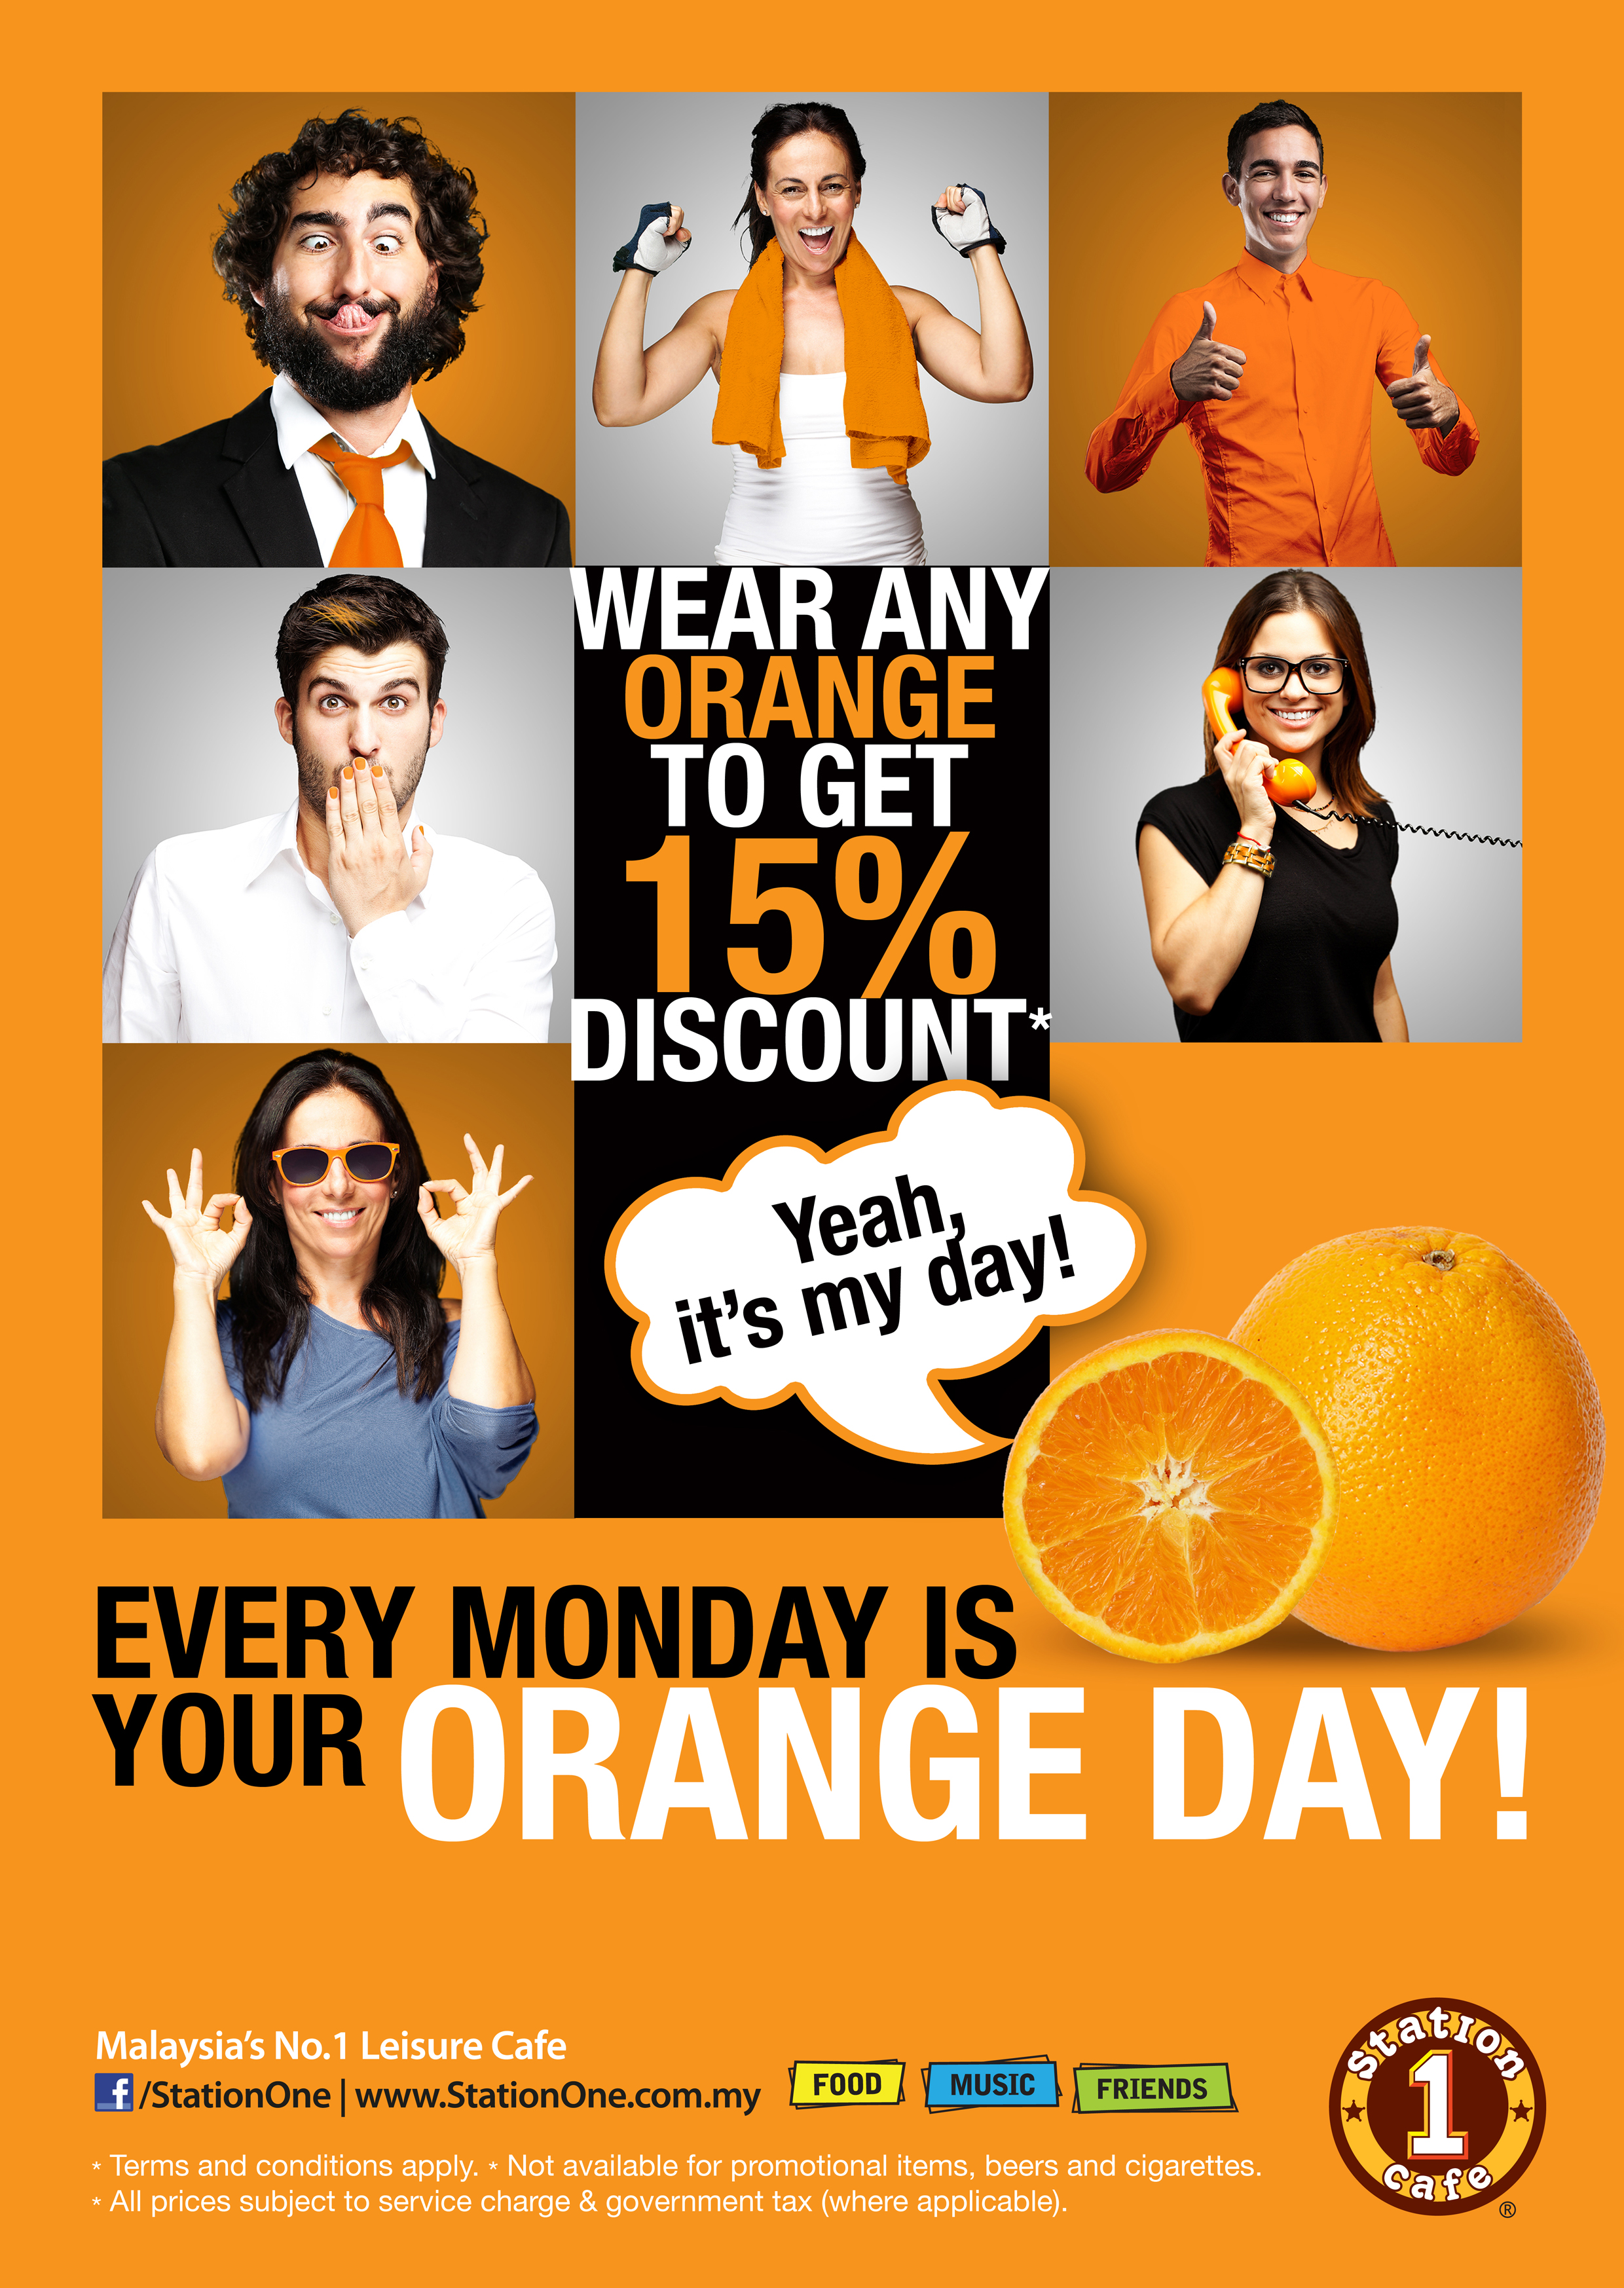 WEAR ANY
ORANGE
TO GET
15%
DISCOUNT*
Yeah,
it's my day!
EVERY MONDAY IS
YOUR ORANGE DAY!
Malaysia's No.1 Leisure Cafe
f/StationOne | www.StationOne.com.my
FOOD
MUSIC
FRIENDS
* Terms and conditions apply. * Not available for promotional items, beers and cigarettes.
* All prices subject to service charge & government tax (where applicable).
Station
1
Cafe
®